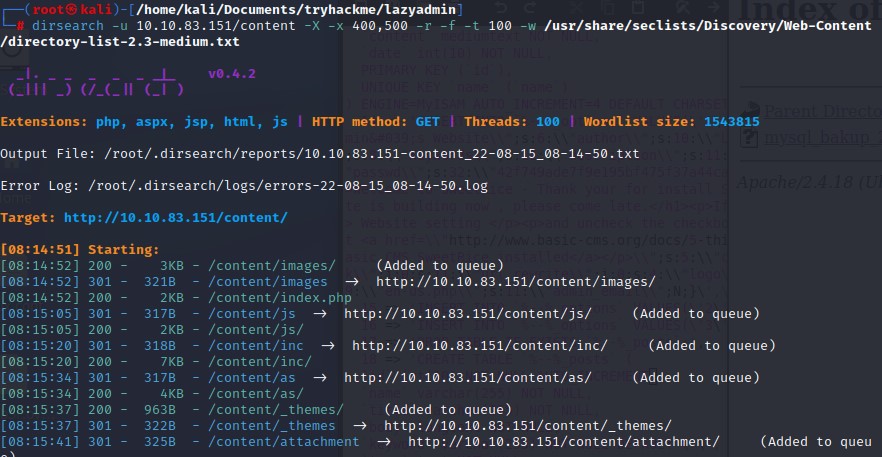 ┌──(root㉿kali)-[/home/kali/Documents/tryhackme/lazyadmin]
└─# dirsearch -u 10.10.83.151/content -X -x 400,500 -r -f -t 100 -w /usr/share/seclists/Discovery/Web-Content
/directory-list-2.3-medium.txt
v0.4.2
Extensions: php, aspx, jsp, html, js | HTTP method: GET | Threads: 100 | Wordlist size: 1543815
Output File: /root/.dirsearch/reports/10.10.83.151-content_22-08-15_08-14-50.txt
Error Log: /root/.dirsearch/logs/errors-22-08-15_08-14-50.log
Target: http://10.10.83.151/content/
[08:14:51] Starting:
[08:14:52] 200 - 3KB - /content/images/ (Added to queue)
[08:14:52] 301 - 321B - /content/images → http://10.10.83.151/content/images/
[08:14:52] 200 - 2KB - /content/index.php
[08:15:05] 301 - 317B - /content/js → http://10.10.83.151/content/js/ (Added to queue)
[08:15:05] 200 - 2KB - /content/js/
[08:15:20] 301 - 318B - /content/inc → http://10.10.83.151/content/inc/ (Added to queue)
[08:15:20] 200 - 7KB - /content/inc/
[08:15:34] 301 - 317B - /content/as → http://10.10.83.151/content/as/ (Added to queue)
[08:15:34] 200 - 4KB - /content/as/
[08:15:37] 200 - 963B - /content/_themes/ (Added to queue)
[08:15:37] 301 - 322B - /content/_themes → http://10.10.83.151/content/_themes/
[08:15:41] 301 - 325B - /content/attachment → http://10.10.83.151/content/attachment/ (Added to queu
Index of
Parent Directo
mysql_bakup_2
Apache/2.4.18 (U